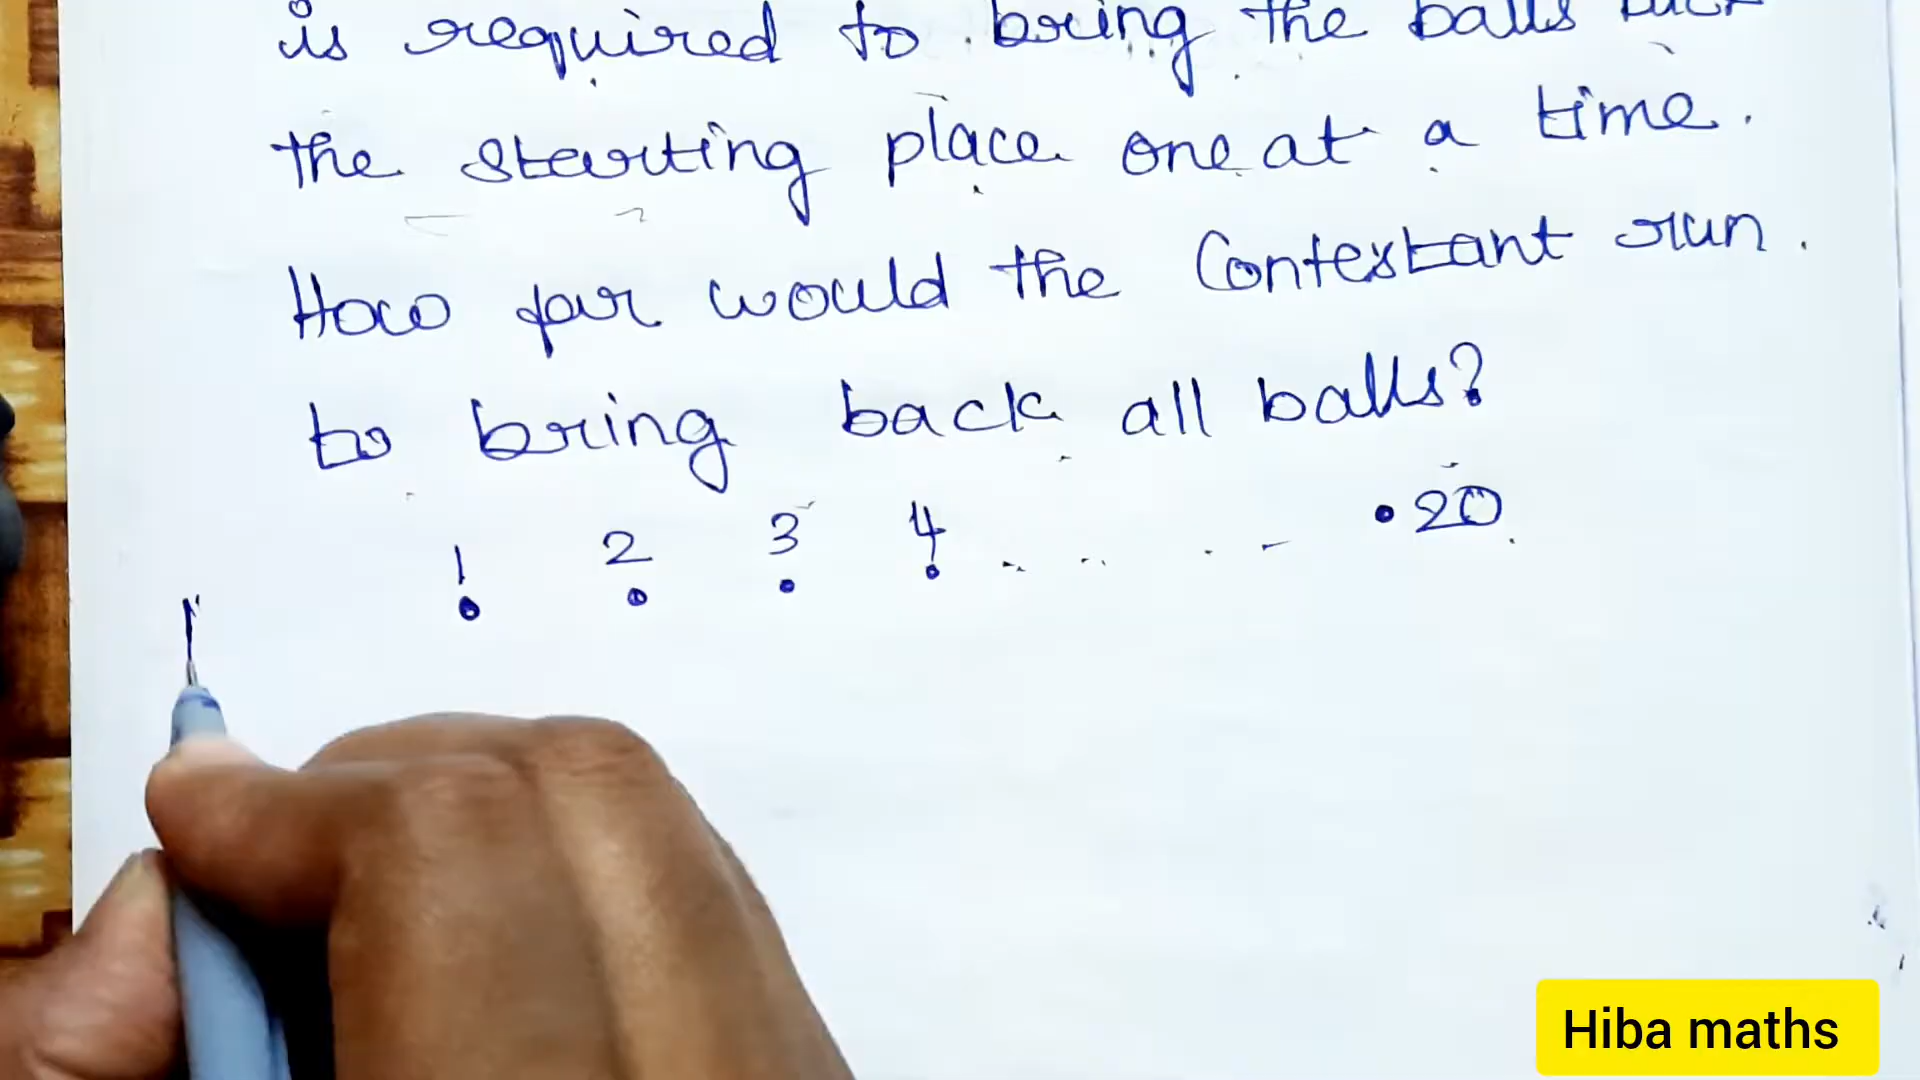 is required to bring the balls back
the starting place one at a time.
How far would the Contestant run
to bring back all balls?
1 2 3 4 20
Hiba maths